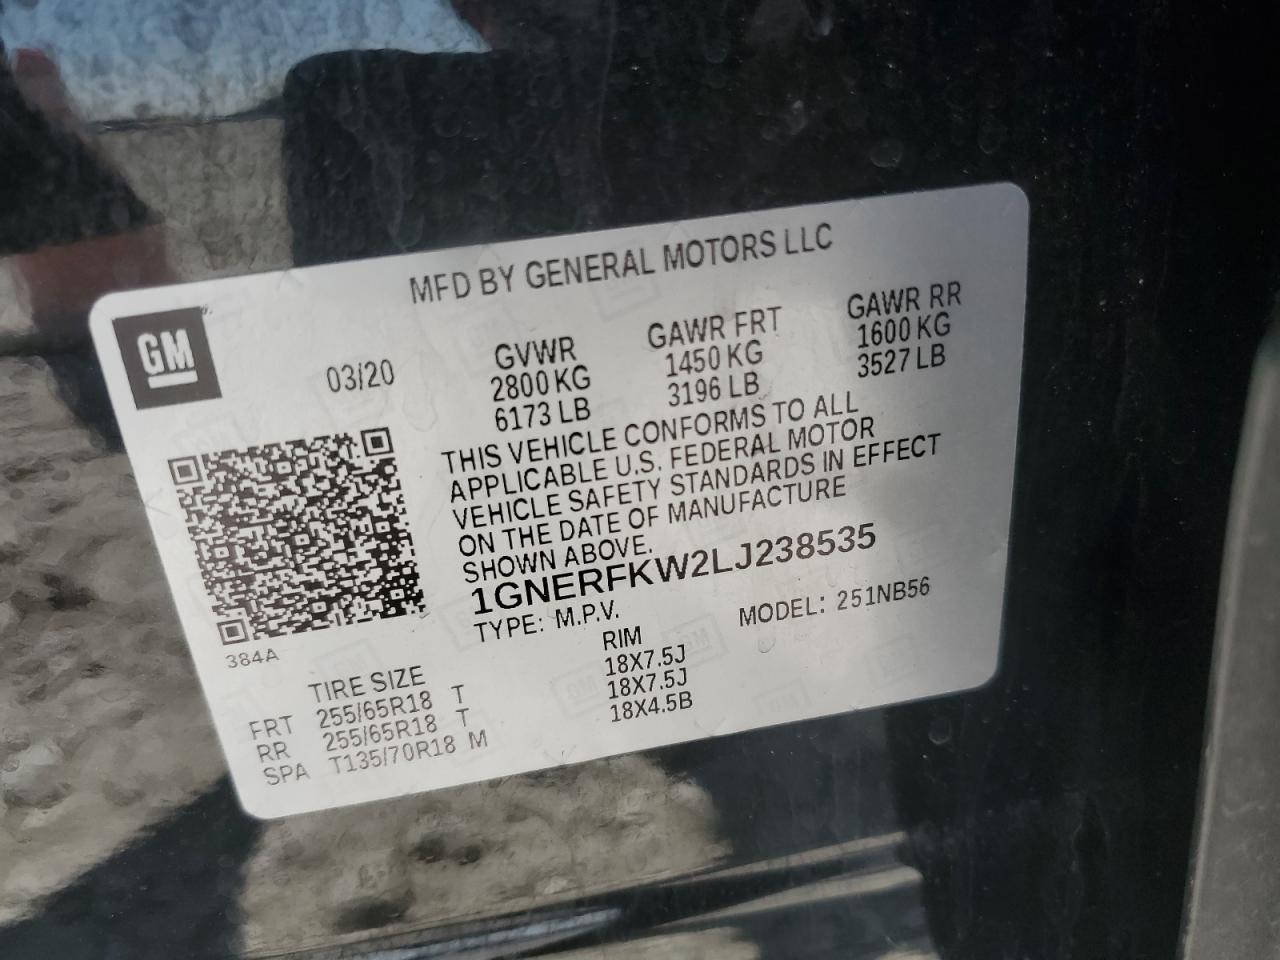 MFD BY GENERAL MOTORS LLC
GM
03/20
GVWR
2800 KG
6173 LB
GAWR FRT
1450 KG
3196 LB
GAWR RR
1600 KG
3527 LB
THIS VEHICLE CONFORMS TO ALL
APPLICABLE U.S. FEDERAL MOTOR
VEHICLE SAFETY STANDARDS IN EFFECT
ON THE DATE OF MANUFACTURE
SHOWN ABOVE.
1GNERFKW2LJ238535
TYPE: M.P.V.
MODEL: 251NB56
384A
TIRE SIZE RIM
FRT 255/65R18 T 18X7.5J
RR 255/65R18 T 18X7.5J
SPA T135/70R18 M 18X4.5B